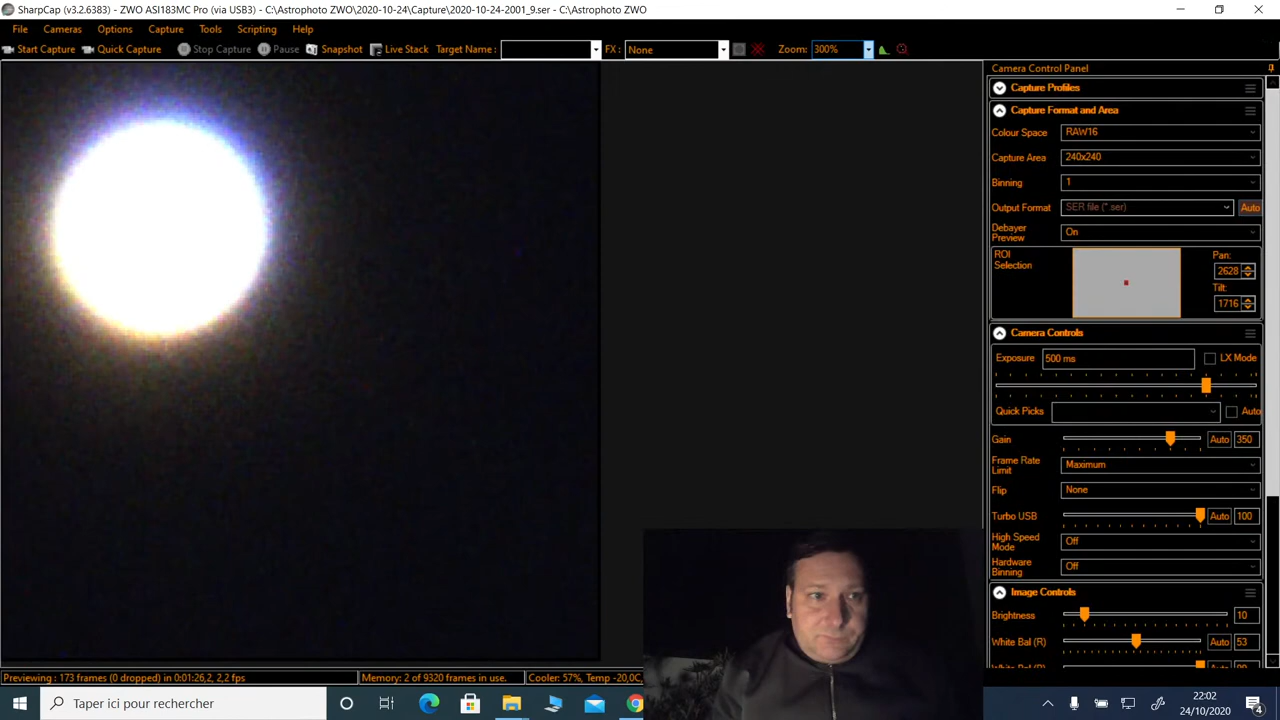 SharpCap (v3.2.6383) - ZWO ASI183MC Pro (via USB3) - C:\Astrophoto ZWO\2020-10-24\Capture\2020-10-24-2001_9.ser - C:\Astrophoto ZWO\
File Cameras Options Capture Tools Scripting Help
Start Capture Quick Capture Stop Capture Pause Snapshot Live Stack Target Name : FX : None Zoom: 300%
Camera Control Panel
Capture Profiles
Capture Format and Area
Colour Space RAW16
Capture Area 240x240
Binning 1
Output Format SER file (*.ser) Auto
Debayer Preview On
ROI Selection
Pan: 2628
Tilt: 1716
Camera Controls
Exposure 500 ms LX Mode
Quick Picks Auto
Gain Auto 350
Frame Rate Limit Maximum
Flip None
Turbo USB Auto 100
High Speed Mode Off
Hardware Binning Off
Image Controls
Brightness 10
White Bal (R) Auto 53
Previewing : 173 frames (0 dropped) in 0:01:26,2, 2,2 fps Memory: 2 of 9320 frames in use. Cooler: 57%, Temp -20,0C,
Taper ici pour rechercher
22:02
24/10/2020
4